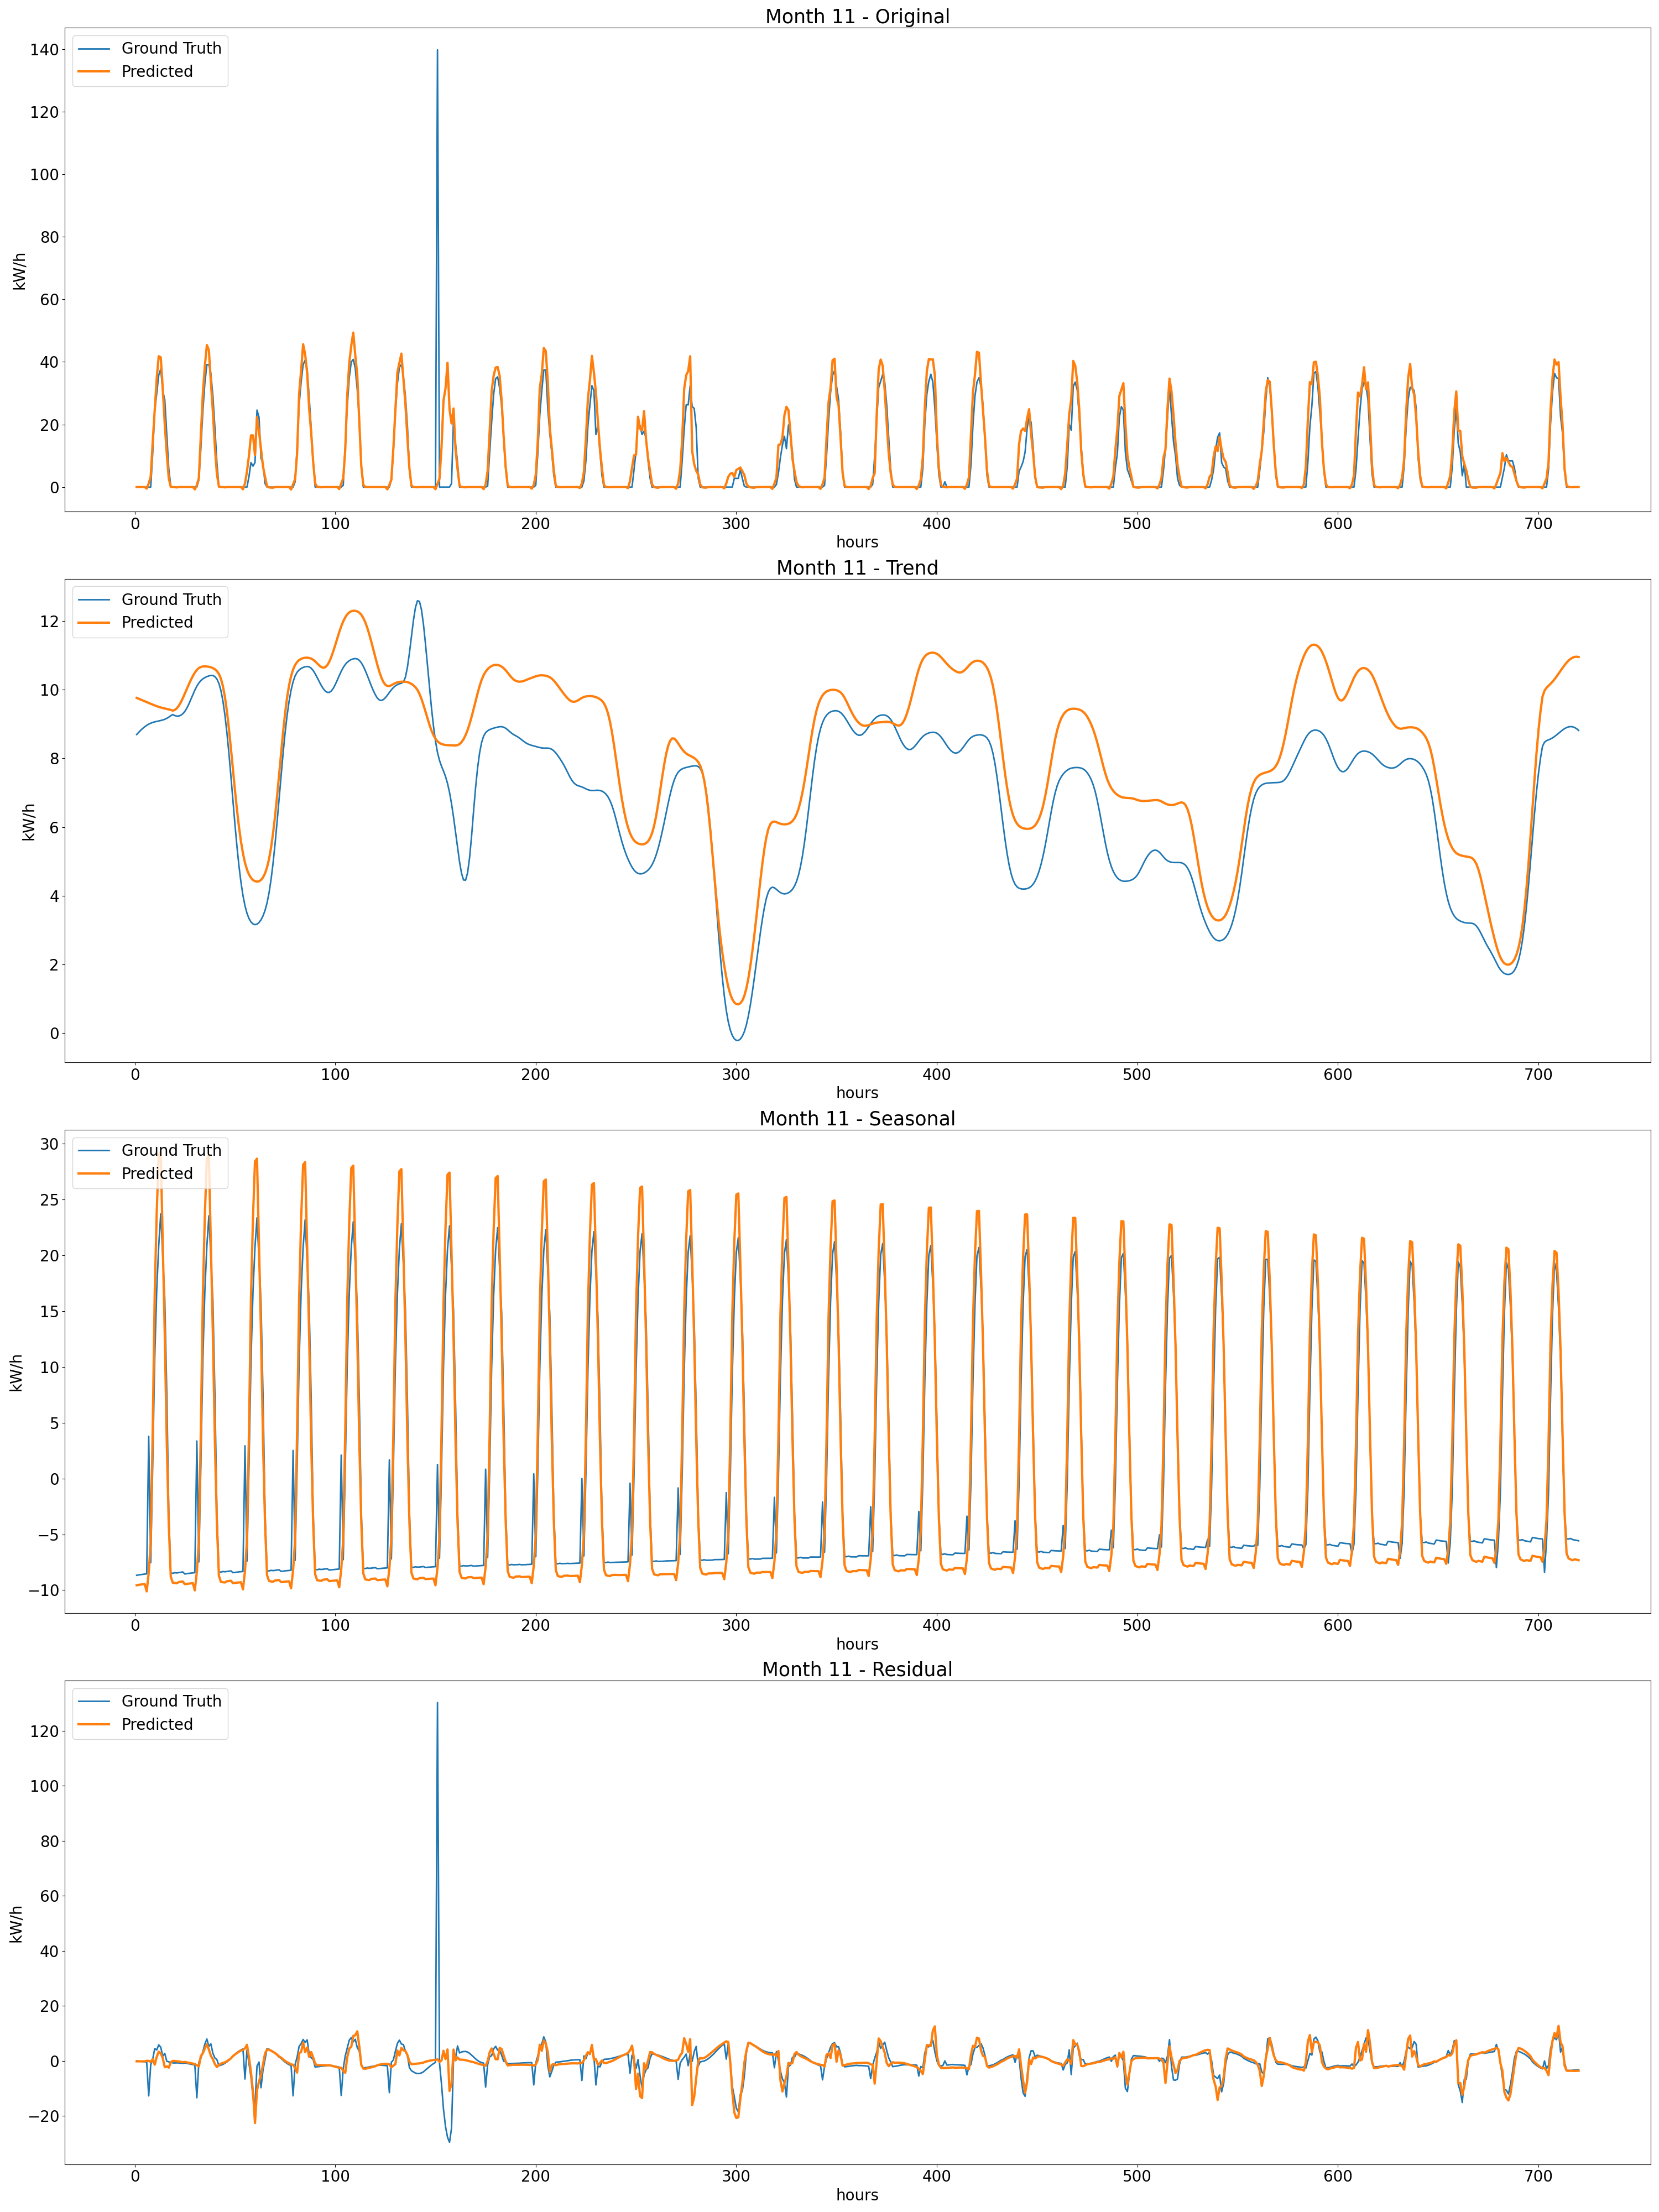 Month 11 - Original
Ground Truth
Predicted
140
120
100
80
60
40
20
0
kW/h
0 100 200 300 400 500 600 700
hours
Month 11 - Trend
Ground Truth
Predicted
12
10
8
6
4
2
0
kW/h
0 100 200 300 400 500 600 700
hours
Month 11 - Seasonal
Ground Truth
Predicted
30
25
20
15
10
5
0
−5
−10
kW/h
0 100 200 300 400 500 600 700
hours
Month 11 - Residual
Ground Truth
Predicted
120
100
80
60
40
20
0
−20
kW/h
0 100 200 300 400 500 600 700
hours